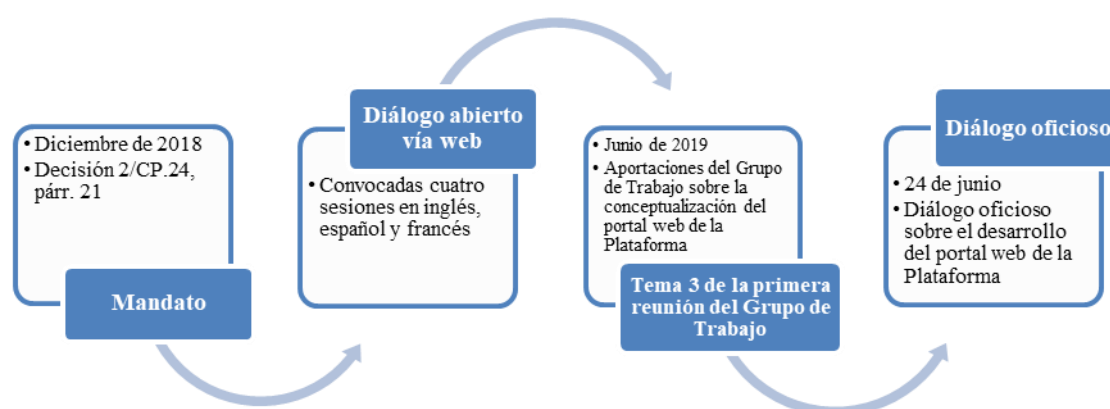 • Diciembre de 2018
• Decisión 2/CP.24,
párr. 21
Mandato
Diálogo abierto
vía web
• Convocadas cuatro
sesiones en inglés,
español y francés
• Junio de 2019
• Aportaciones del Grupo
de Trabajo sobre la
conceptualización del
portal web de la
Plataforma
Tema 3 de la primera
reunión del Grupo de
Trabajo
Diálogo oficioso
• 24 de junio
• Diálogo oficioso
sobre el desarrollo
del portal web de la
Plataforma